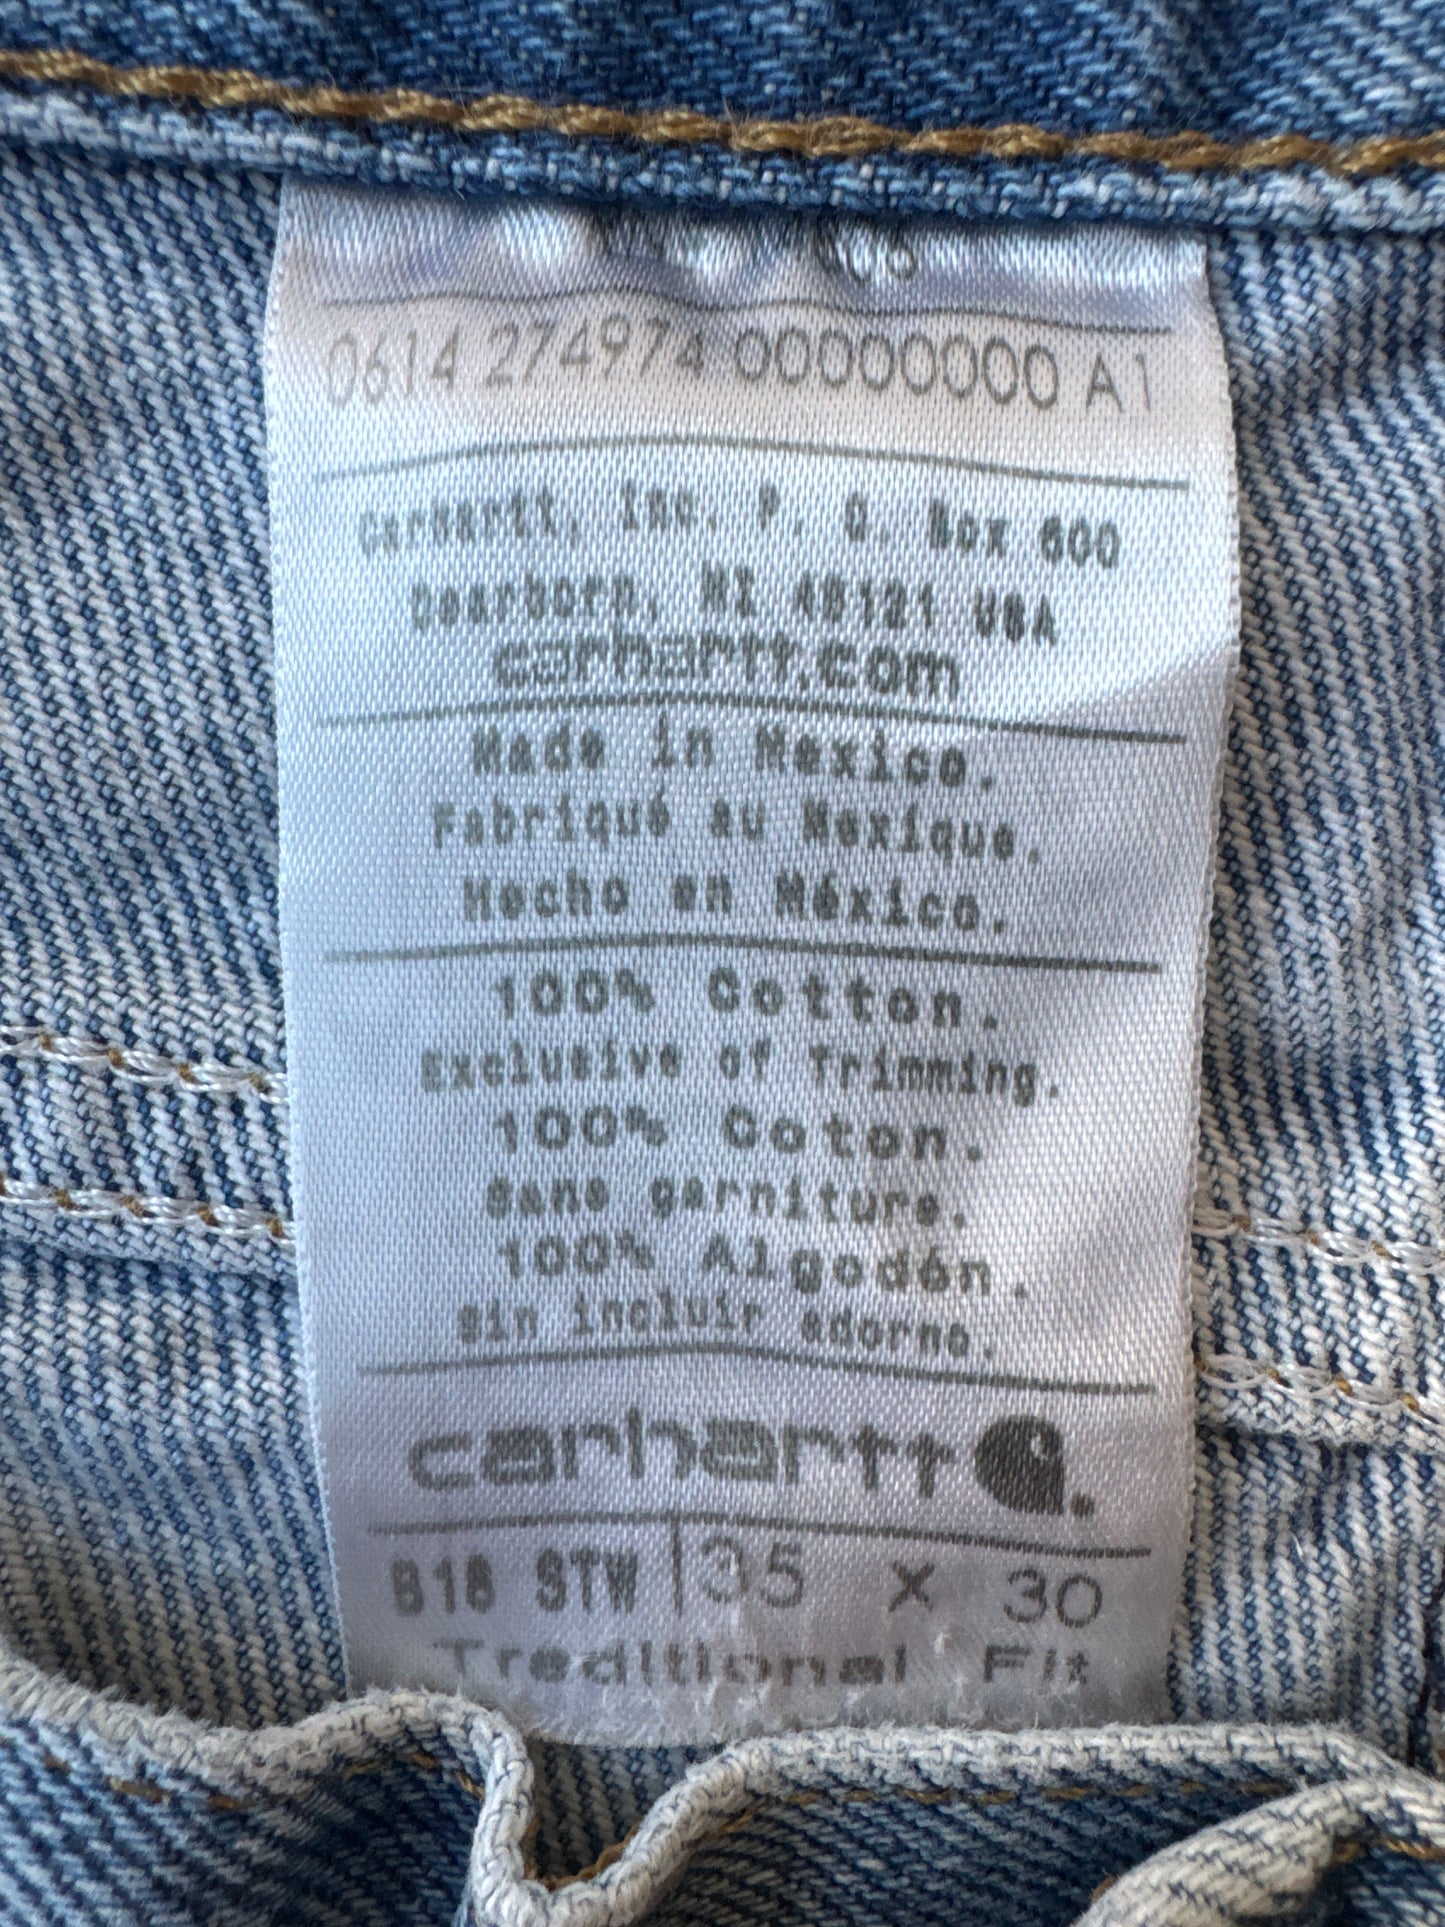 0614 274974 00000000 A1
Carhartt, Inc. P. O. Box 600
Dearborn, MI 48121 USA
carhartt.com
Made in Mexico.
Fabriqué au Mexique.
Hecho en México.
100% Cotton.
Exclusive of Trimming.
100% Coton.
Sans garniture.
100% Algodón.
Sin incluir adorno.
carhartt
B18 STW 35 X 30
Traditional Fit